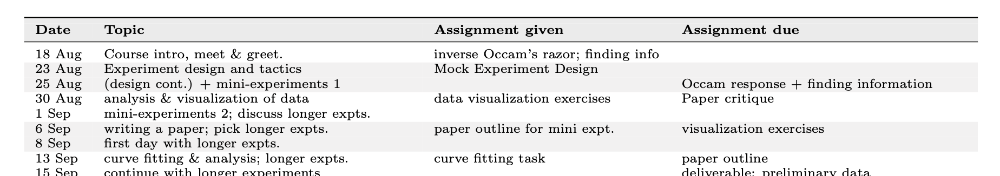 Date Topic Assignment given Assignment due
18 Aug Course intro, meet & greet. inverse Occam's razor; finding info
23 Aug Experiment design and tactics Mock Experiment Design
25 Aug (design cont.) + mini-experiments 1 Occam response + finding information
30 Aug analysis & visualization of data data visualization exercises Paper critique
1 Sep mini-experiments 2; discuss longer expts.
6 Sep writing a paper; pick longer expts. paper outline for mini expt. visualization exercises
8 Sep first day with longer expts.
13 Sep curve fitting & analysis; longer expts. curve fitting task paper outline
15 Sep continue with longer experiments deliverable: preliminary data